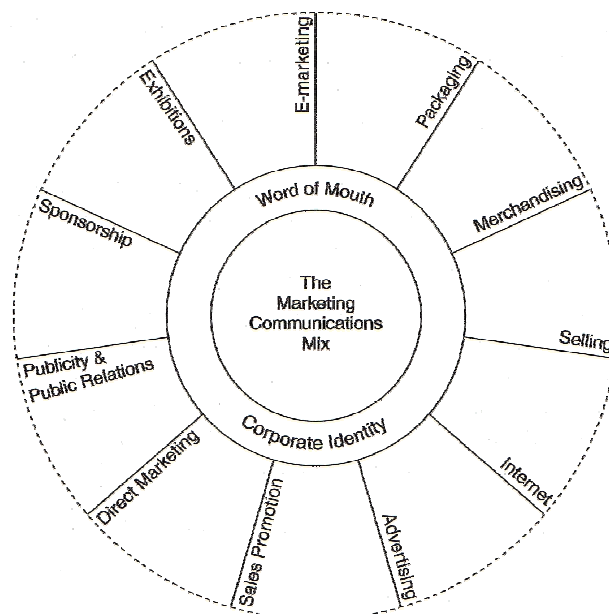 E-marketing
Packaging
Merchandising
Selling
Internet
Advertising
Sales Promotion
Direct Marketing
Publicity &
Public Relations
Sponsorship
Exhibitions
Word of Mouth
The
Marketing
Communications
Mix
Corporate Identity